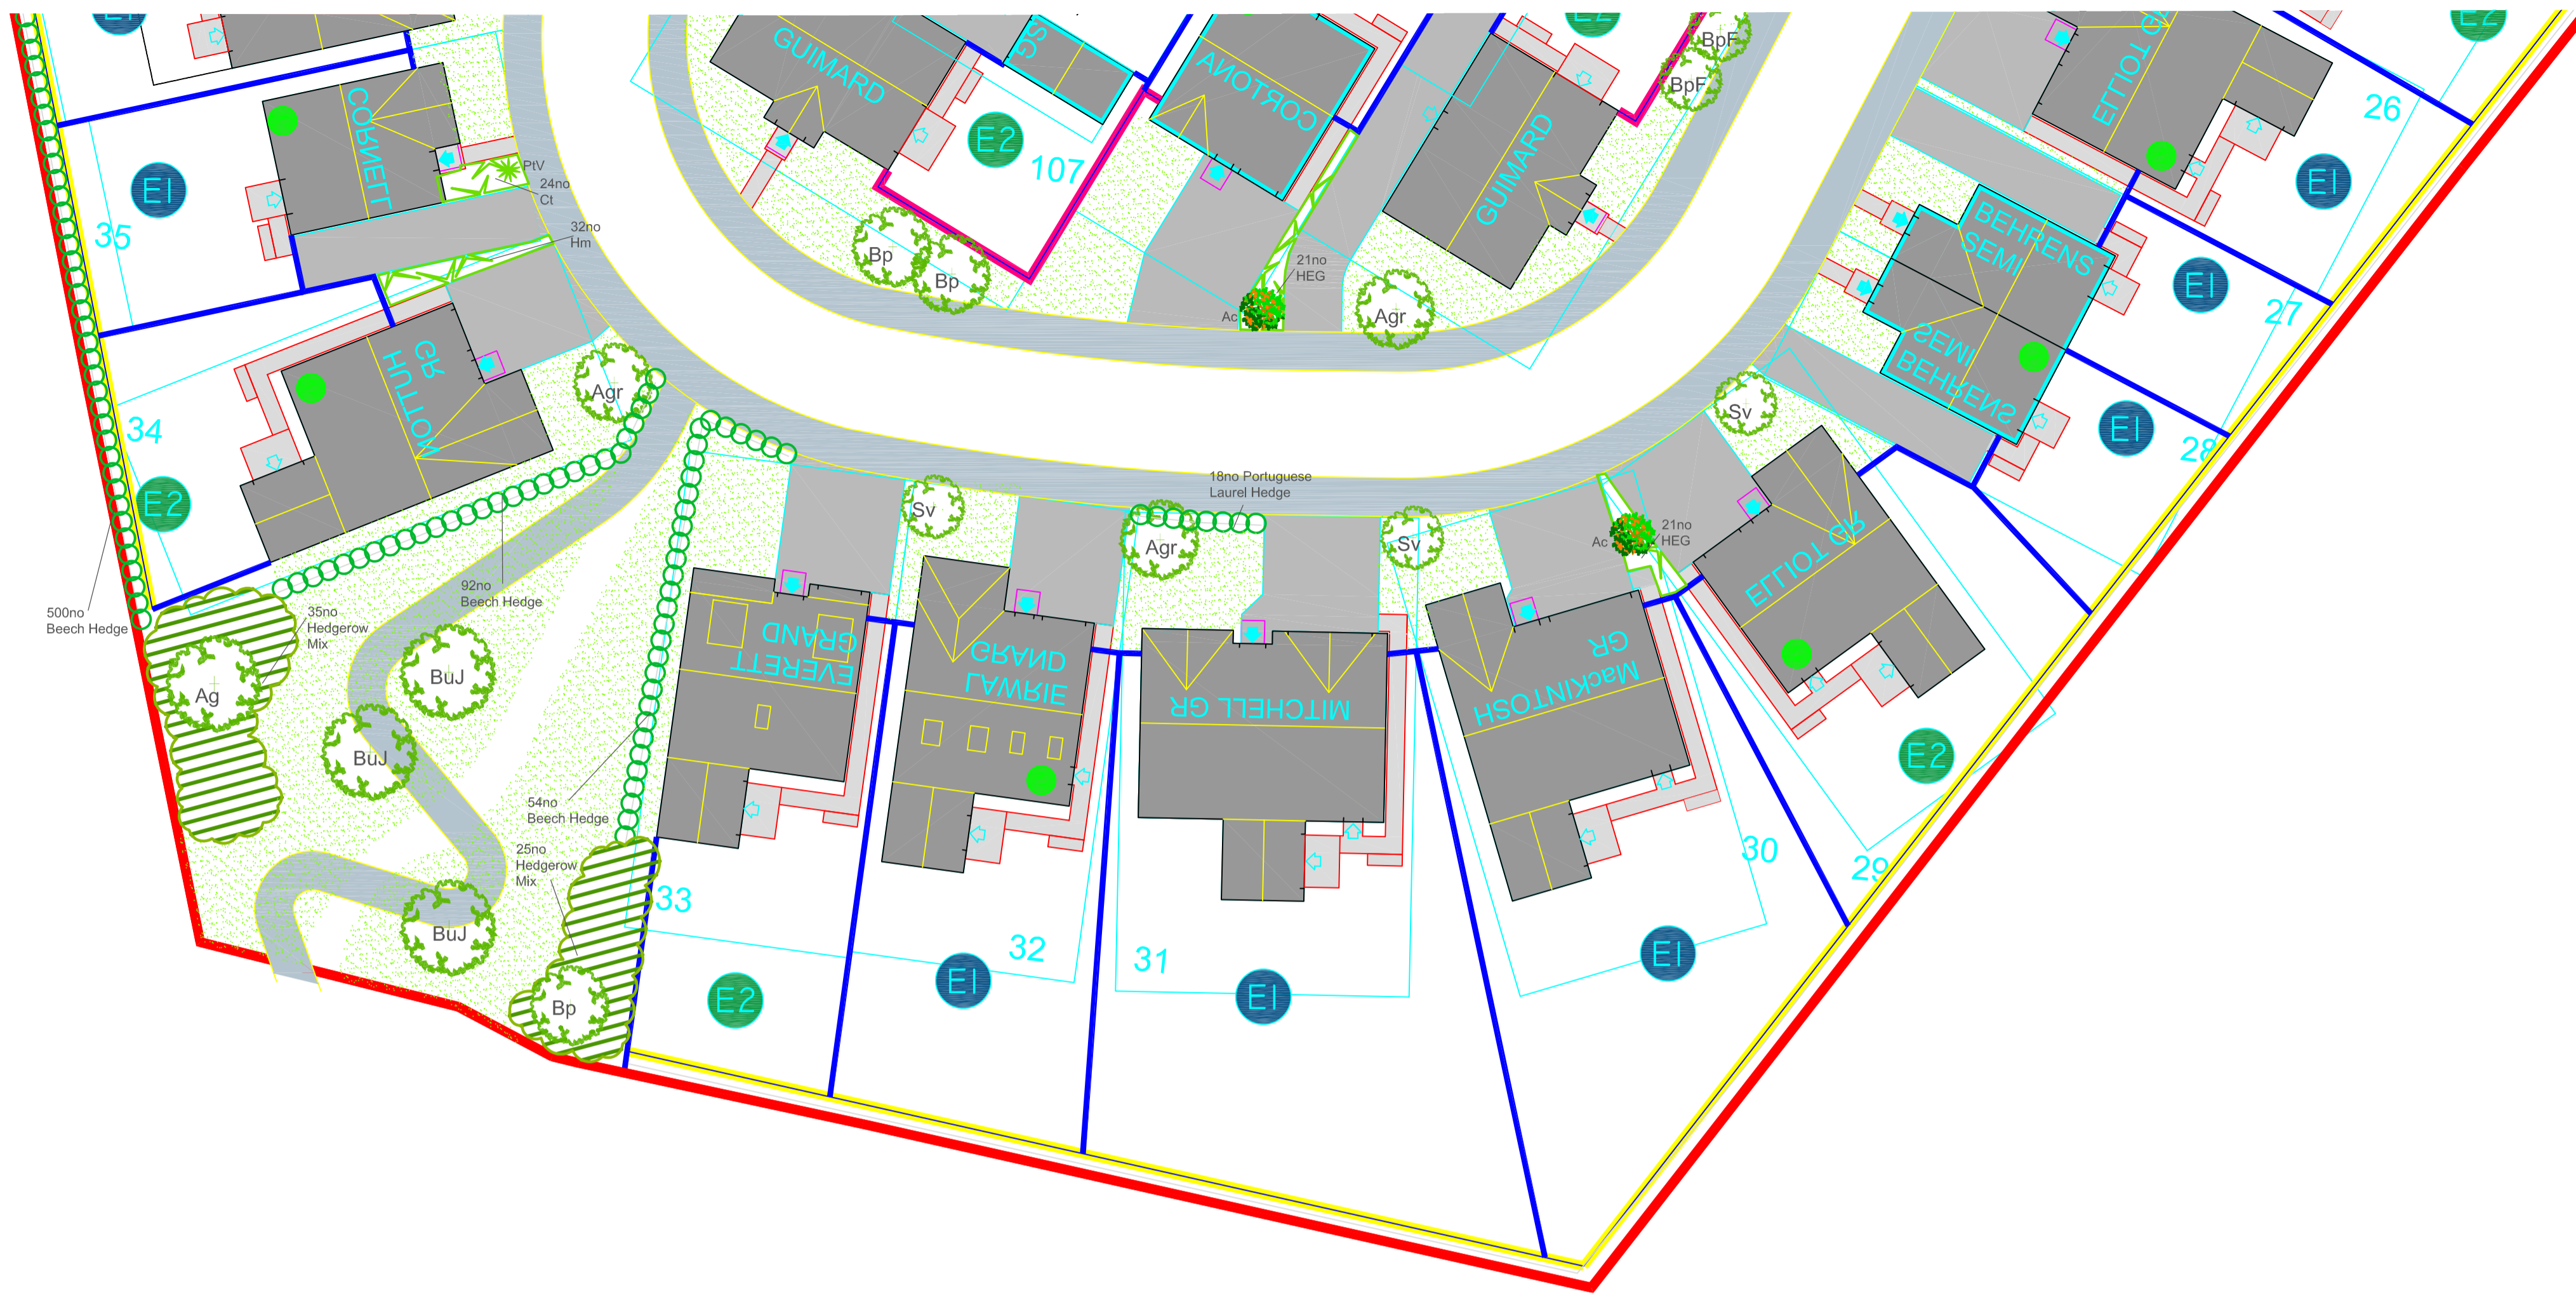 GUIMARD
CORTONA
GUIMARD
BpF
BpF
E2
107
26
E1
CORNELL
E1
35
PtV
24no
Ct
32no
Hm
Bp
Bp
21no
HEG
Ac
Agr
BEHRENS
SEMI
SEMI
BEHRENS
E1
27
E1
28
GR
HUTTON
34
E2
Agr
Sv
18no Portuguese
Laurel Hedge
Sv
Agr
Sv
Ac
21no
HEG
ELLIOT GR
500no
Beech Hedge
92no
Beech Hedge
35no
Hedgerow
Mix
Ag
BuJ
BuJ
BuJ
54no
Beech Hedge
25no
Hedgerow
Mix
Bp
EVERETT
GRAND
LAWRIE
GRAND
MITCHELL GR
MacKINTOSH
GR
33
E2
32
E1
31
E1
30
E1
29
E2